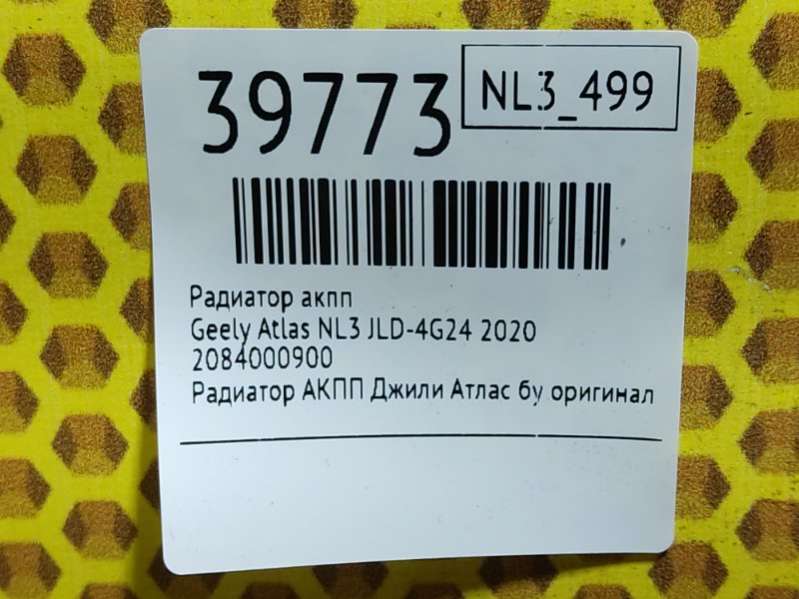 39773
NL3_499
Радиатор акпп
Geely Atlas NL3 JLD-4G24 2020
2084000900
Радиатор АКПП Джили Атлас бу оригинал